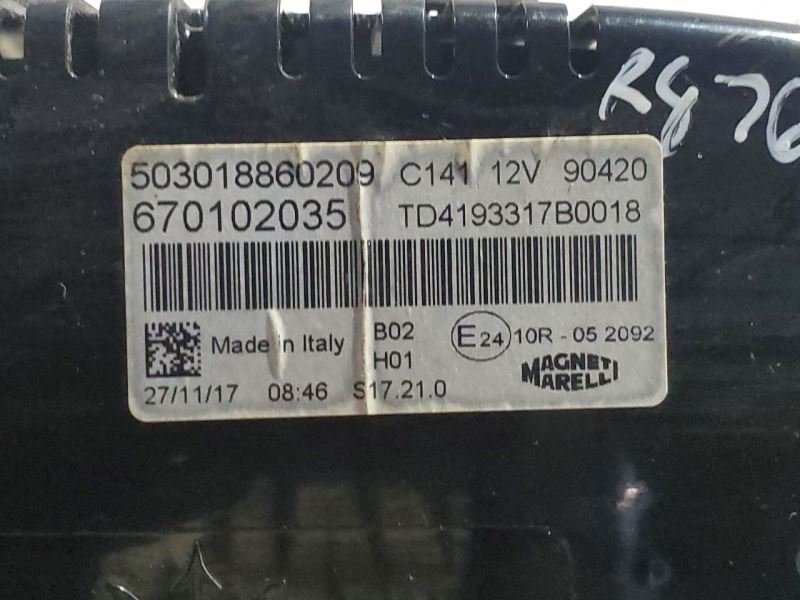 R876
503018860209 C141 12V 90420
670102035 TD4193317B0018
Made in Italy B02 E24 10R - 05 2092
H01 MAGNETI MARELLI
27/11/17 08:46 S17.21.0